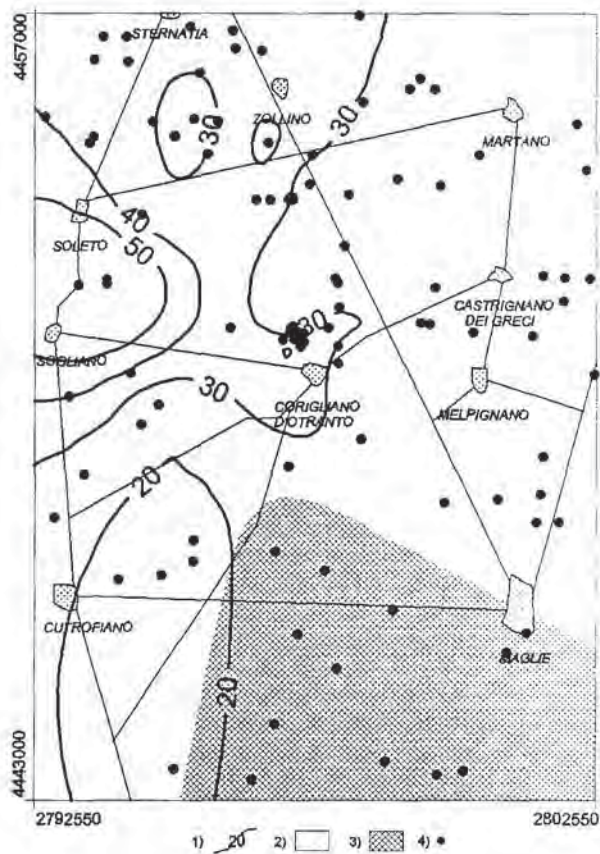 4457000
STERNATIA
30
ZOLLINO
30
MARTANO
40
SOLETO
50
CASTRIGNANO
DEI GRECI
30
SOGLIANO
30
CORIGLIANO
D'OTRANTO
MELPIGNANO
20
CUTROFIANO
MAGLIE
20
4443000
2792550
2802550
1) 20 2) 3) 4)